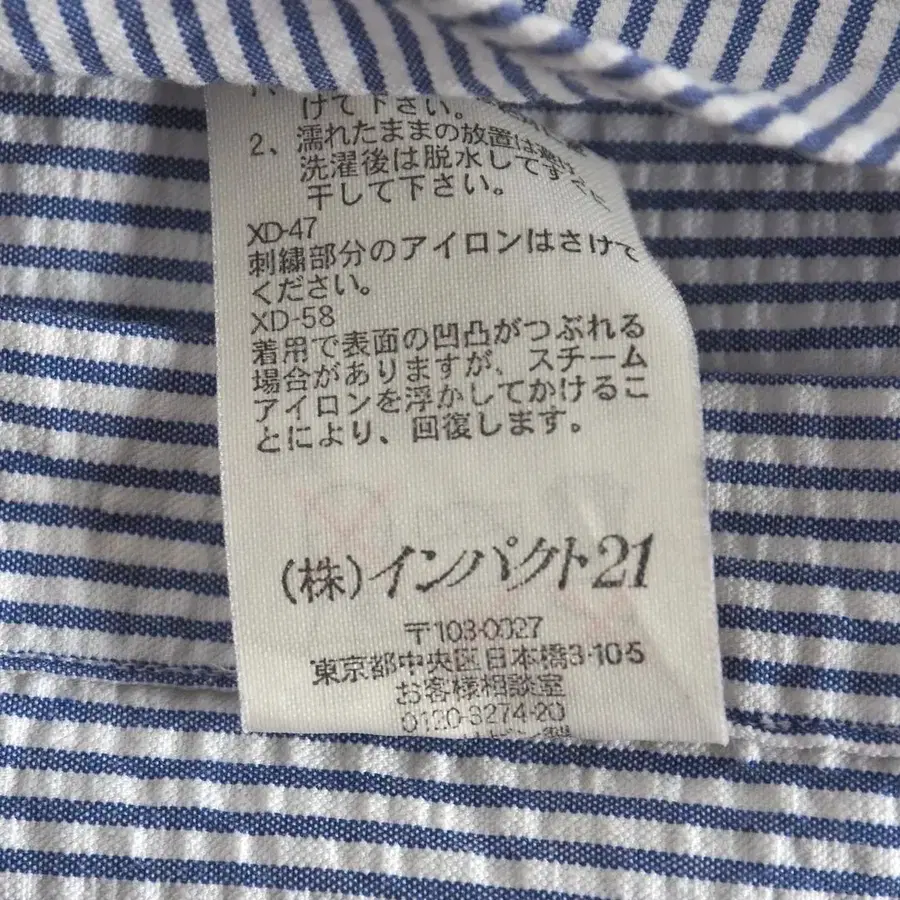 けて下さい。
2、濡れたままの放置は避け、
洗濯後は脱水してすぐに
干して下さい。
XD-47
刺繍部分のアイロンはさけて
ください。
XD-58
着用で表面の凹凸がつぶれる
場合がありますが、スチーム
アイロンを浮かしてかけるこ
とにより、回復します。
(株)インパクト21
〒103-0027
東京都中央区日本橋3-10-5
お客様相談室
0120-3274-20